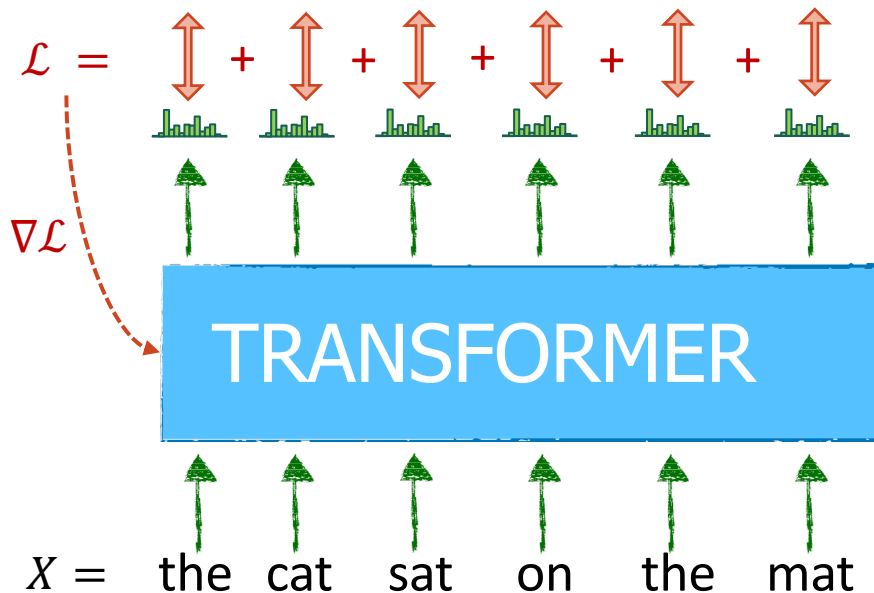 ℒ = + + + + +
∇ℒ
TRANSFORMER
X = the cat sat on the mat